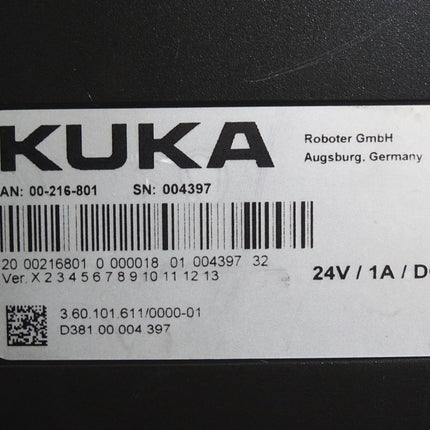 KUKA
Roboter GmbH
Augsburg, Germany
AN: 00-216-801 SN: 004397
20 00216801 0 000018 01 004397 32
Ver. X 2 3 4 5 6 7 8 9 10 11 12 13
24V / 1A / D
3 60.101.611/0000-01
D381 00 004 397